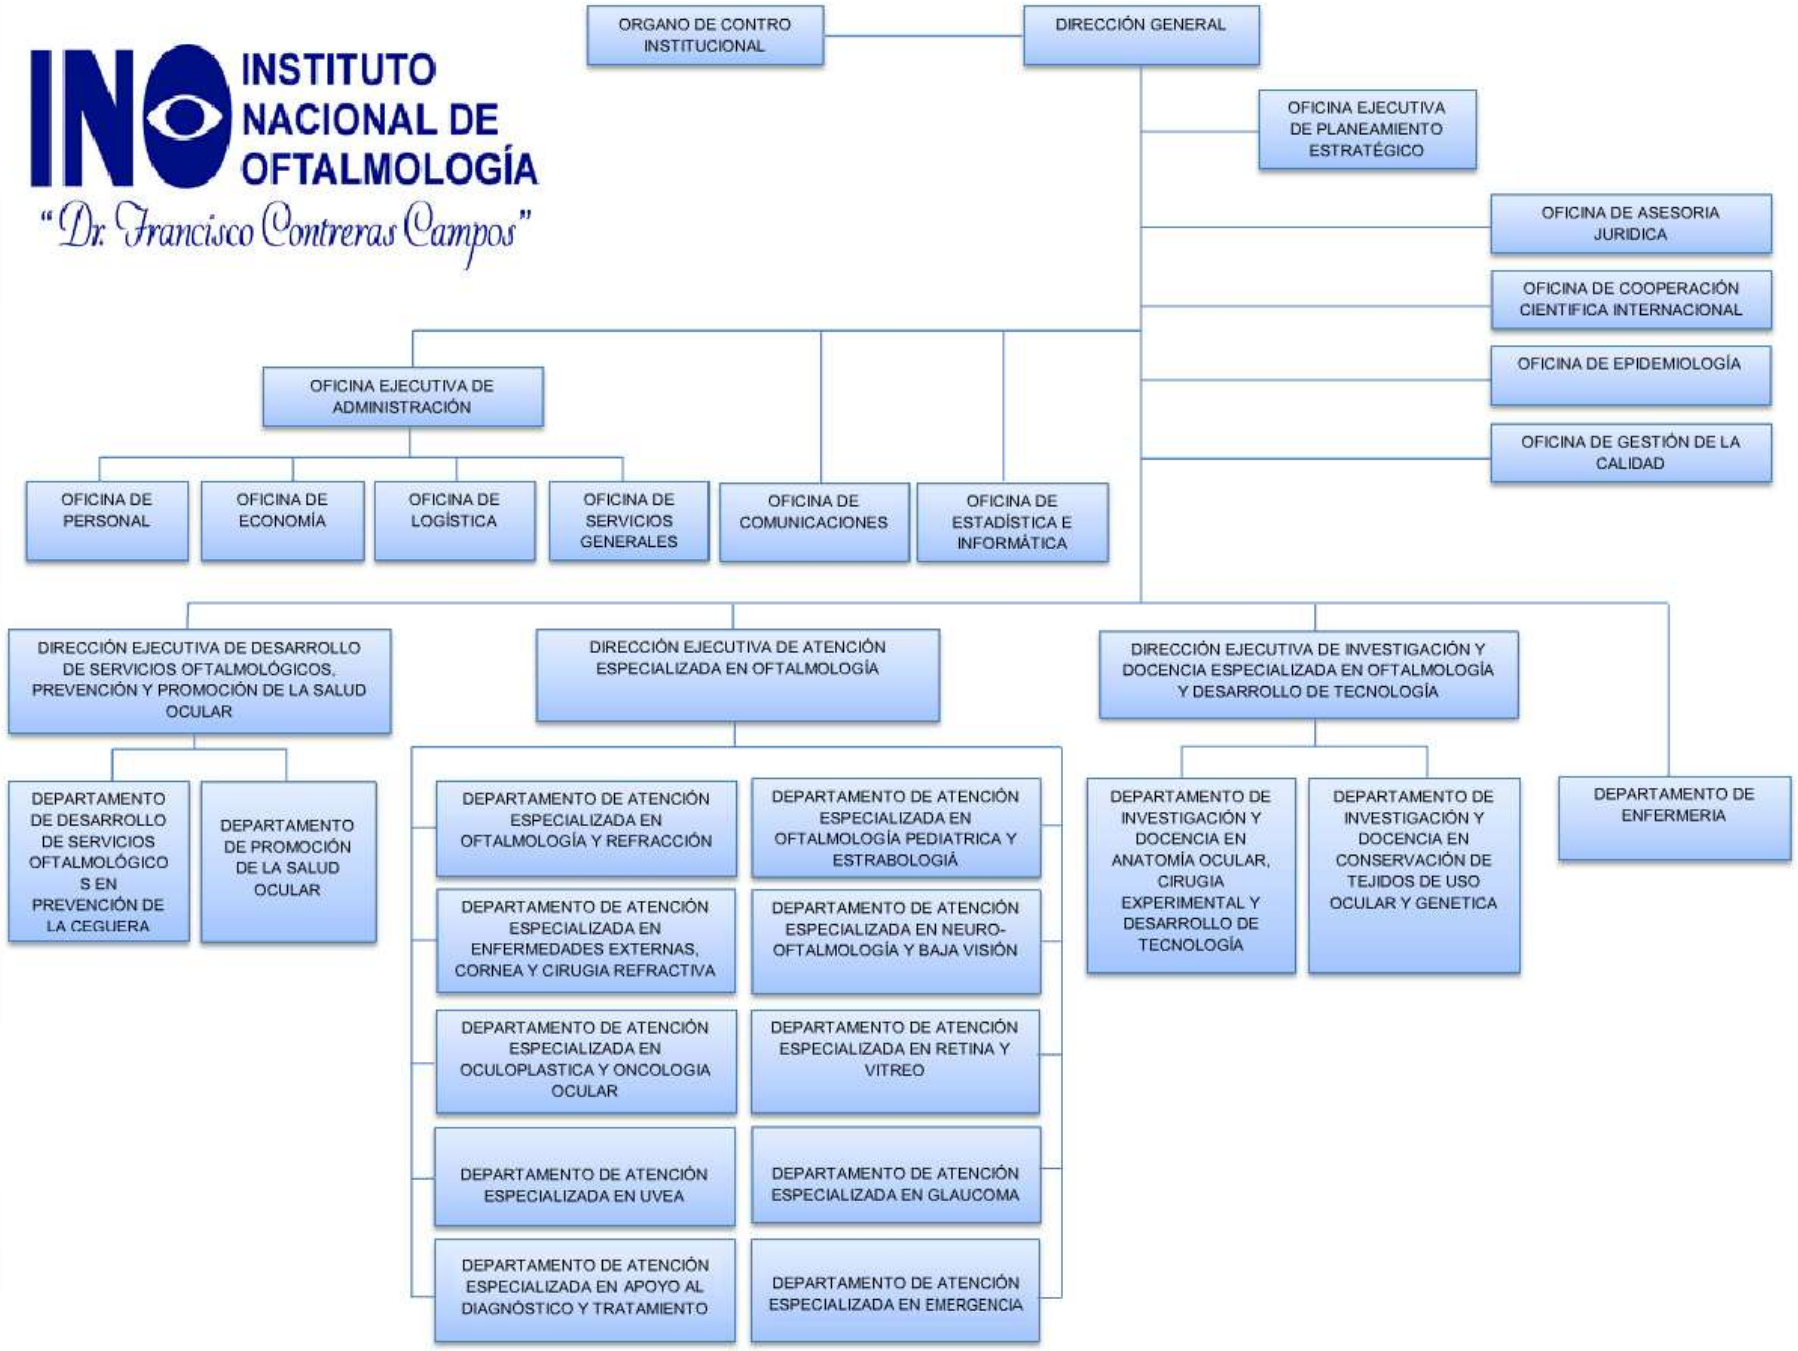 ORGANO DE CONTRO
INSTITUCIONAL
DIRECCIÓN GENERAL
INO
INSTITUTO
NACIONAL DE
OFTALMOLOGÍA
“Dr. Francisco Contreras Campos”
OFICINA EJECUTIVA
DE PLANEAMIENTO
ESTRATÉGICO
OFICINA DE ASESORIA
JURIDICA
OFICINA DE COOPERACIÓN
CIENTIFICA INTERNACIONAL
OFICINA DE EPIDEMIOLOGÍA
OFICINA DE GESTIÓN DE LA
CALIDAD
OFICINA EJECUTIVA DE
ADMINISTRACIÓN
OFICINA DE
PERSONAL
OFICINA DE
ECONOMÍA
OFICINA DE
LOGÍSTICA
OFICINA DE
SERVICIOS
GENERALES
OFICINA DE
COMUNICACIONES
OFICINA DE
ESTADÍSTICA E
INFORMÁTICA
DIRECCIÓN EJECUTIVA DE DESARROLLO
DE SERVICIOS OFTALMOLÓGICOS,
PREVENCIÓN Y PROMOCIÓN DE LA SALUD
OCULAR
DIRECCIÓN EJECUTIVA DE ATENCIÓN
ESPECIALIZADA EN OFTALMOLOGÍA
DIRECCIÓN EJECUTIVA DE INVESTIGACIÓN Y
DOCENCIA ESPECIALIZADA EN OFTALMOLOGÍA
Y DESARROLLO DE TECNOLOGÍA
DEPARTAMENTO
DE DESARROLLO
DE SERVICIOS
OFTALMOLÓGICO
S EN
PREVENCIÓN DE
LA CEGUERA
DEPARTAMENTO
DE PROMOCIÓN
DE LA SALUD
OCULAR
DEPARTAMENTO DE ATENCIÓN
ESPECIALIZADA EN
OFTALMOLOGÍA Y REFRACCIÓN
DEPARTAMENTO DE ATENCIÓN
ESPECIALIZADA EN
OFTALMOLOGÍA PEDIATRICA Y
ESTRABOLOGIÁ
DEPARTAMENTO DE ATENCIÓN
ESPECIALIZADA EN
ENFERMEDADES EXTERNAS,
CORNEA Y CIRUGIA REFRACTIVA
DEPARTAMENTO DE ATENCIÓN
ESPECIALIZADA EN NEURO-
OFTALMOLOGÍA Y BAJA VISIÓN
DEPARTAMENTO DE ATENCIÓN
ESPECIALIZADA EN
OCULOPLASTICA Y ONCOLOGIA
OCULAR
DEPARTAMENTO DE ATENCIÓN
ESPECIALIZADA EN RETINA Y
VITREO
DEPARTAMENTO DE ATENCIÓN
ESPECIALIZADA EN UVEA
DEPARTAMENTO DE ATENCIÓN
ESPECIALIZADA EN GLAUCOMA
DEPARTAMENTO DE ATENCIÓN
ESPECIALIZADA EN APOYO AL
DIAGNÓSTICO Y TRATAMIENTO
DEPARTAMENTO DE ATENCIÓN
ESPECIALIZADA EN EMERGENCIA
DEPARTAMENTO DE
INVESTIGACIÓN Y
DOCENCIA EN
ANATOMÍA OCULAR,
CIRUGIA
EXPERIMENTAL Y
DESARROLLO DE
TECNOLOGÍA
DEPARTAMENTO DE
INVESTIGACIÓN Y
DOCENCIA EN
CONSERVACIÓN DE
TEJIDOS DE USO
OCULAR Y GENETICA
DEPARTAMENTO DE
ENFERMERIA